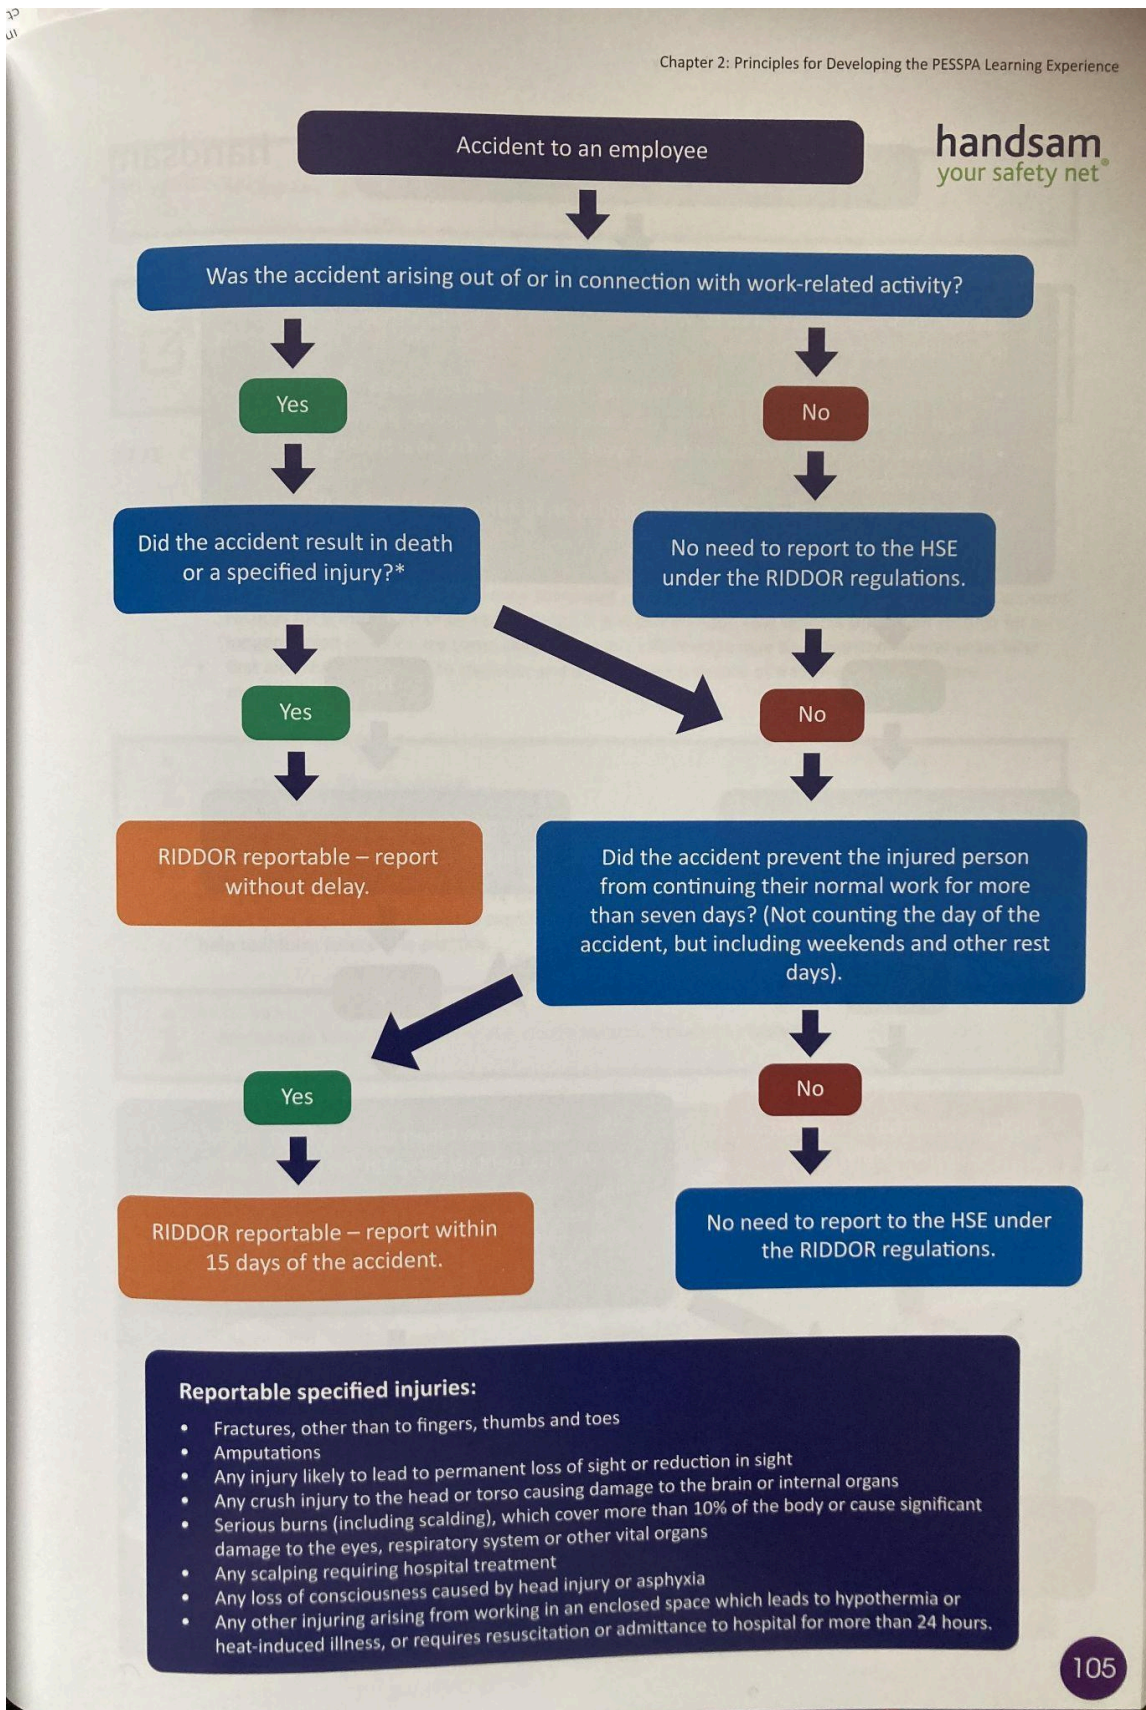 Chapter 2: Principles for Developing the PESSPA Learning Experience
Accident to an employee
handsam
your safety net
Was the accident arising out of or in connection with work-related activity?
Yes
No
Did the accident result in death
or a specified injury?*
No need to report to the HSE
under the RIDDOR regulations.
Yes
No
RIDDOR reportable – report
without delay.
Did the accident prevent the injured person
from continuing their normal work for more
than seven days? (Not counting the day of the
accident, but including weekends and other rest
days).
Yes
No
RIDDOR reportable – report within
15 days of the accident.
No need to report to the HSE under
the RIDDOR regulations.
Reportable specified injuries:
• Fractures, other than to fingers, thumbs and toes
• Amputations
• Any injury likely to lead to permanent loss of sight or reduction in sight
• Any crush injury to the head or torso causing damage to the brain or internal organs
• Serious burns (including scalding), which cover more than 10% of the body or cause significant
damage to the eyes, respiratory system or other vital organs
• Any scalping requiring hospital treatment
• Any loss of consciousness caused by head injury or asphyxia
• Any other injuring arising from working in an enclosed space which leads to hypothermia or
heat-induced illness, or requires resuscitation or admittance to hospital for more than 24 hours.
105